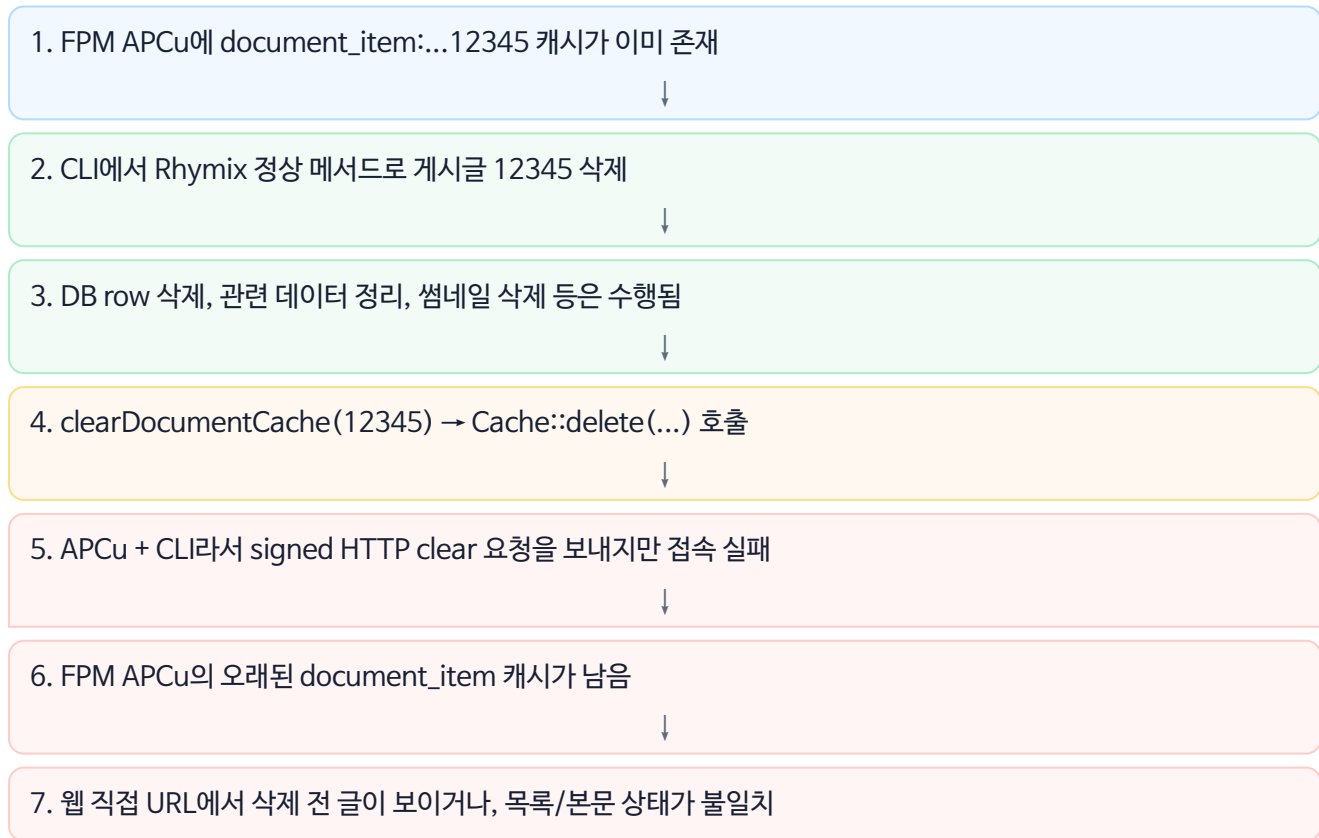 1. FPM APCu에 document_item:...12345 캐시가 이미 존재
↓
2. CLI에서 Rhymix 정상 메서드로 게시글 12345 삭제
↓
3. DB row 삭제, 관련 데이터 정리, 썸네일 삭제 등은 수행됨
↓
4. clearDocumentCache(12345) → Cache::delete(...) 호출
↓
5. APCu + CLI라서 signed HTTP clear 요청을 보내지만 접속 실패
↓
6. FPM APCu의 오래된 document_item 캐시가 남음
↓
7. 웹 직접 URL에서 삭제 전 글이 보이거나, 목록/본문 상태가 불일치